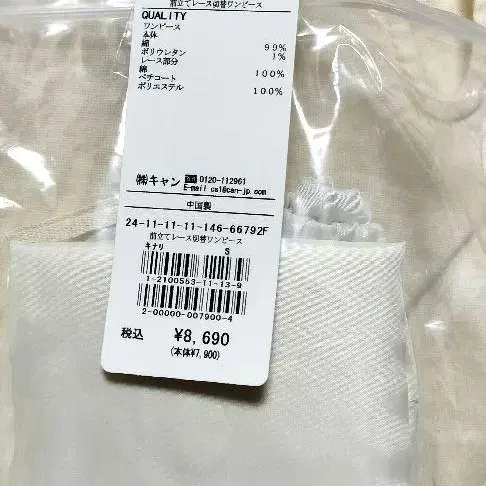 前立てレース切替ワンピース
QUALITY
ワンピース
本体
綿 99%
ポリウレタン 1%
レース部分
綿 100%
ペチコート
ポリエステル 100%
㈱キャン 0120-112961
E-mail cs1@can-jp.com
中国製
24-11-11-11-146-66792F
前立てレース切替ワンピース
キナリ S
1-2100553-11-13-9
2-00000-007900-4
税込 ¥8,690
(本体¥7,900)